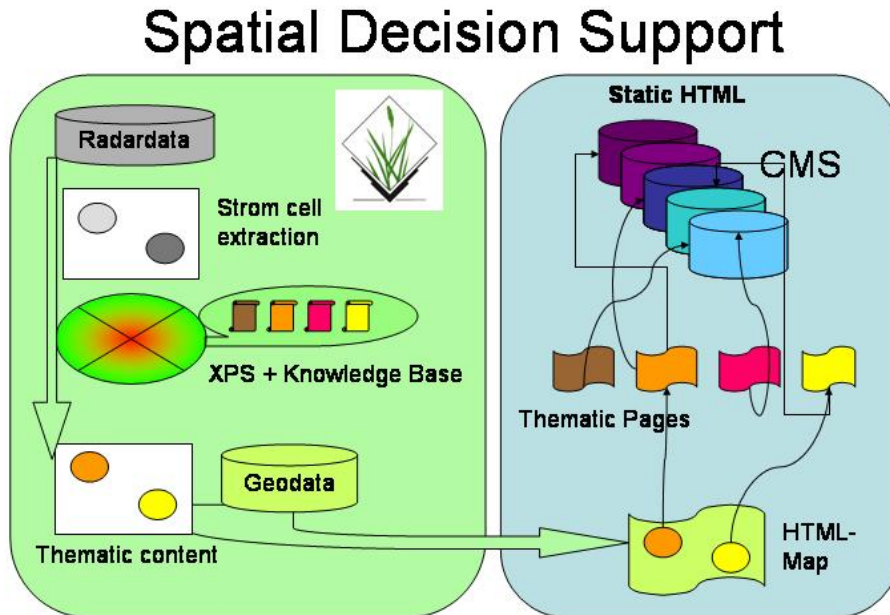 Spatial Decision Support
Radardata
Strom cell
extraction
XPS + Knowledge Base
Geodata
Thematic content
Static HTML
CMS
Thematic Pages
HTML-
Map